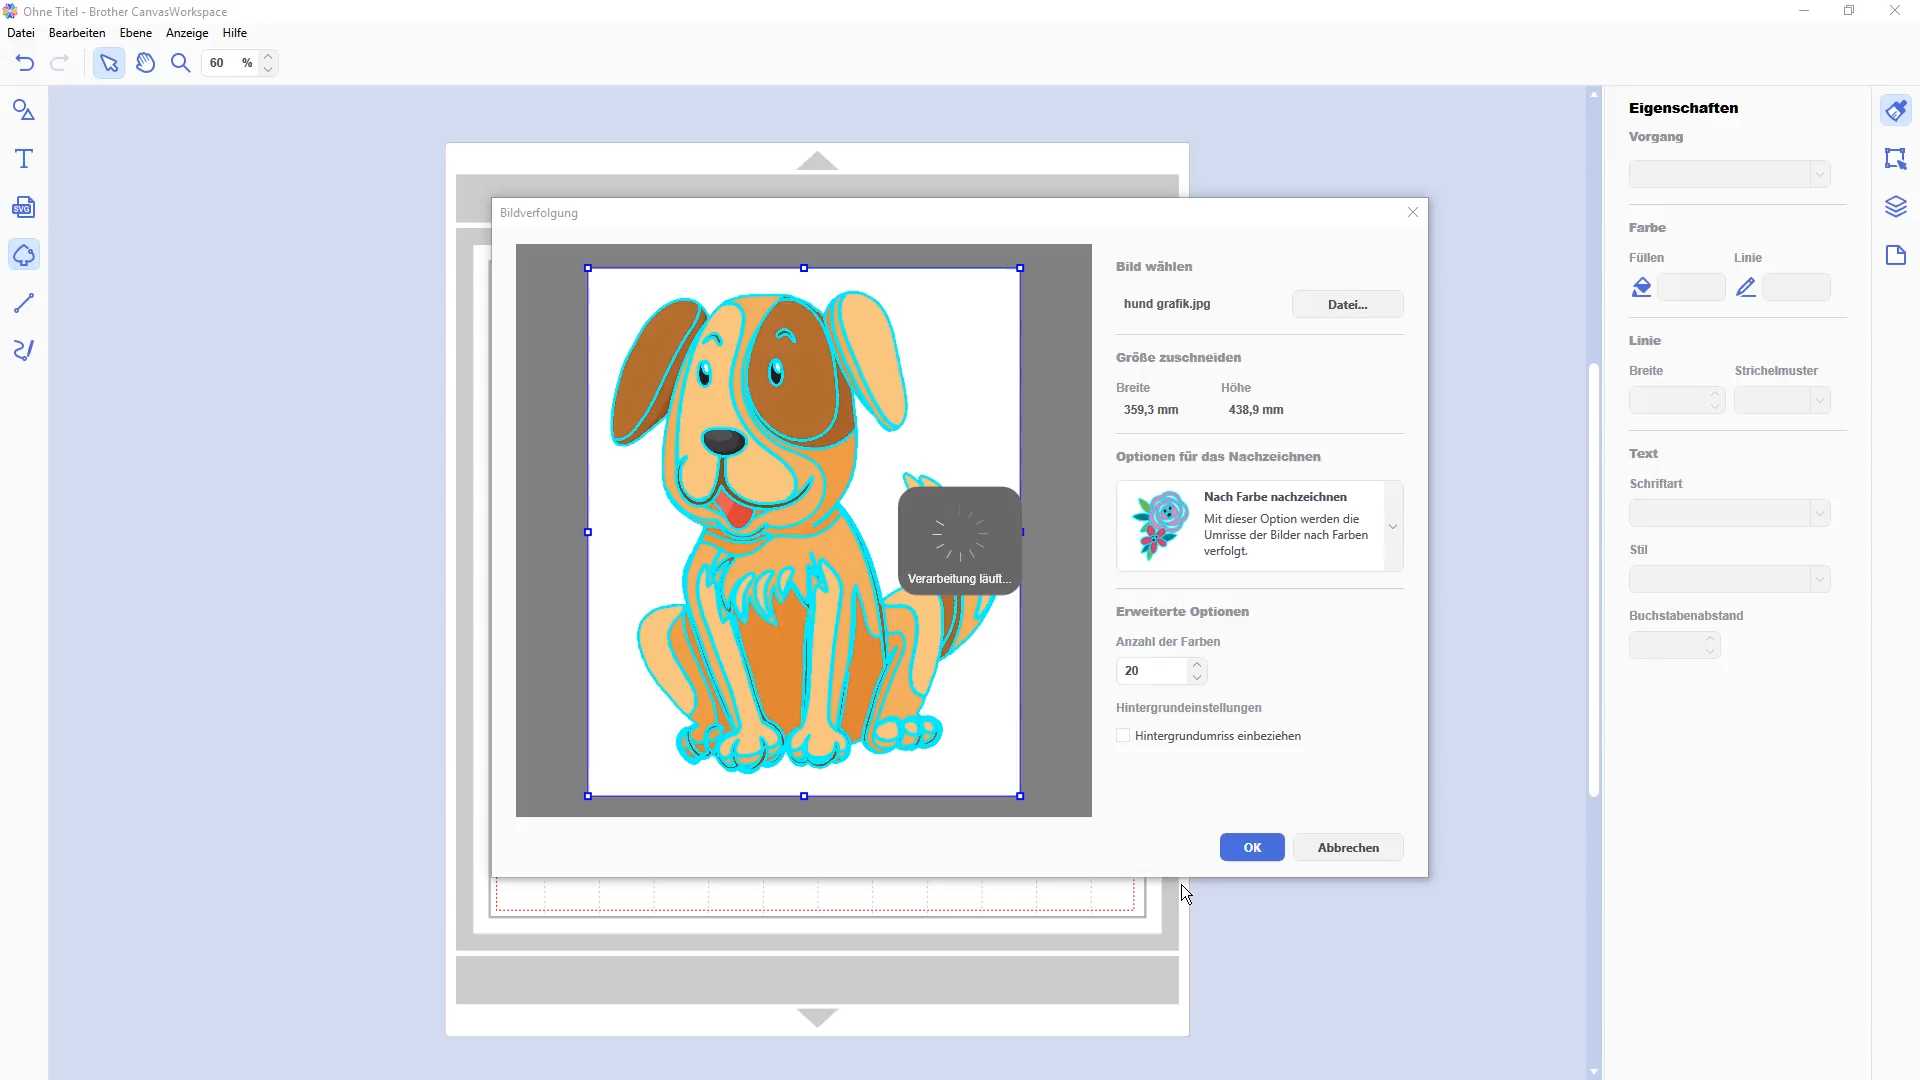 Ohne Titel - Brother CanvasWorkspace
Datei Bearbeiten Ebene Anzeige Hilfe
60 %
T
SVG
Bildverfolgung
Verarbeitung läuft...
Bild wählen
hund grafik.jpg
Datei...
Größe zuschneiden
Breite Höhe
359,3 mm 438,9 mm
Optionen für das Nachzeichnen
Nach Farbe nachzeichnen
Mit dieser Option werden die
Umrisse der Bilder nach Farben
verfolgt.
Erweiterte Optionen
Anzahl der Farben
20
Hintergrundeinstellungen
Hintergrundumriss einbeziehen
OK Abbrechen
Eigenschaften
Vorgang
Farbe
Füllen Linie
Linie
Breite Strichelmuster
Text
Schriftart
Stil
Buchstabenabstand